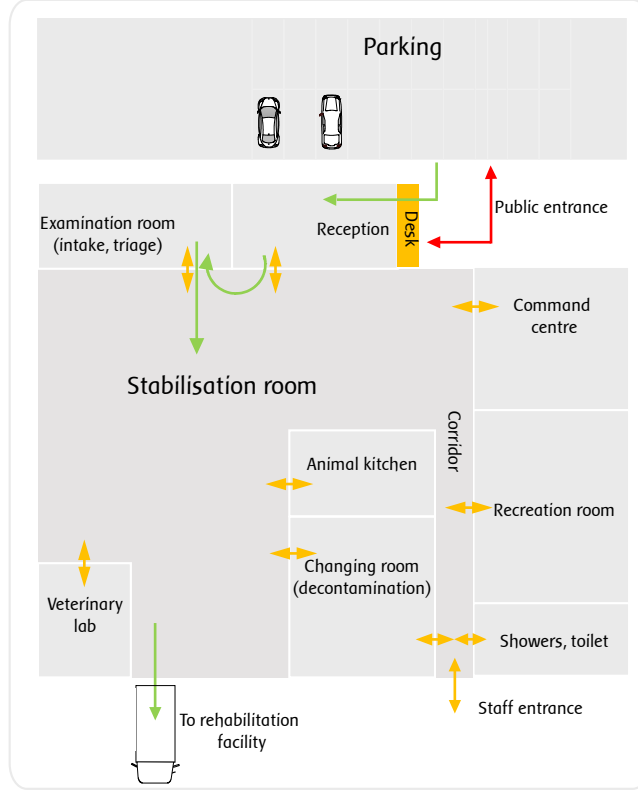 Parking
Public entrance
Examination room
(intake, triage)
Reception
Desk
Command
centre
Stabilisation room
Corridor
Animal kitchen
Recreation room
Changing room
(decontamination)
Veterinary
lab
Showers, toilet
Staff entrance
To rehabilitation
facility